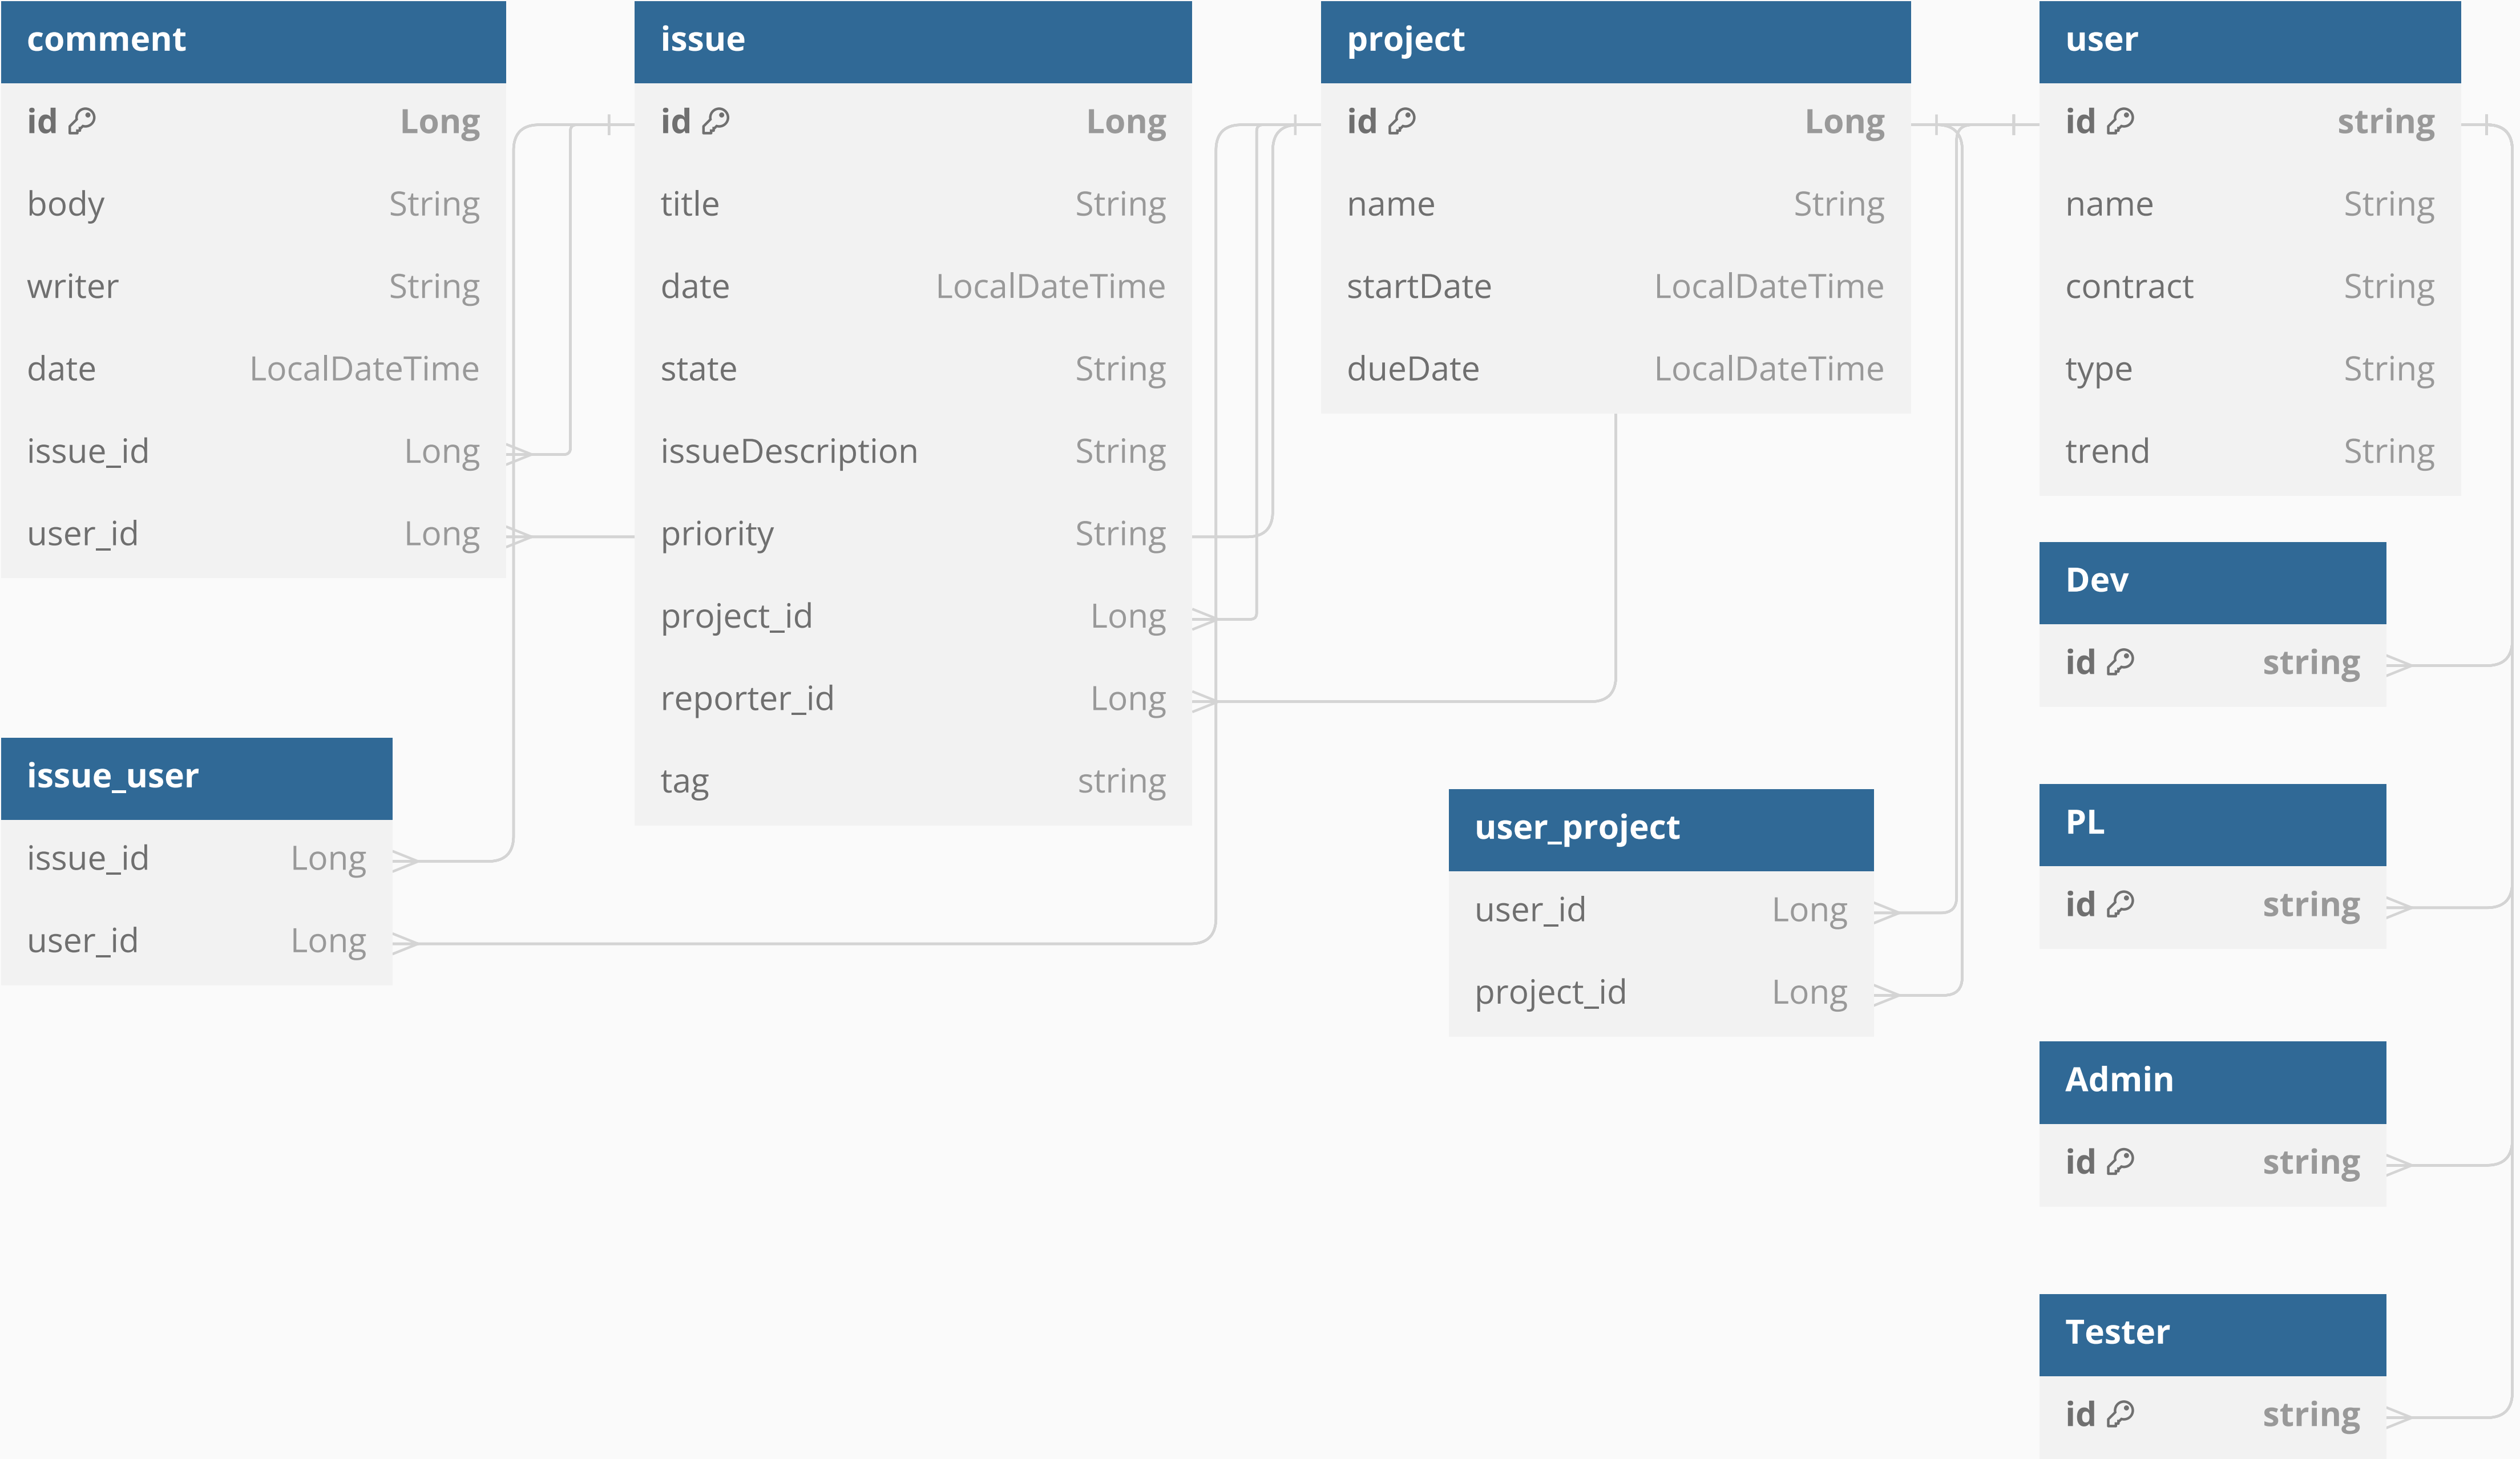 comment
id Long
body String
writer String
date LocalDateTime
issue_id Long
user_id Long
issue
id Long
title String
date LocalDateTime
state String
issueDescription String
priority String
project_id Long
reporter_id Long
tag string
project
id Long
name String
startDate LocalDateTime
dueDate LocalDateTime
user
id string
name String
contract String
type String
trend String
Dev
id string
issue_user
issue_id Long
user_id Long
user_project
user_id Long
project_id Long
PL
id string
Admin
id string
Tester
id string